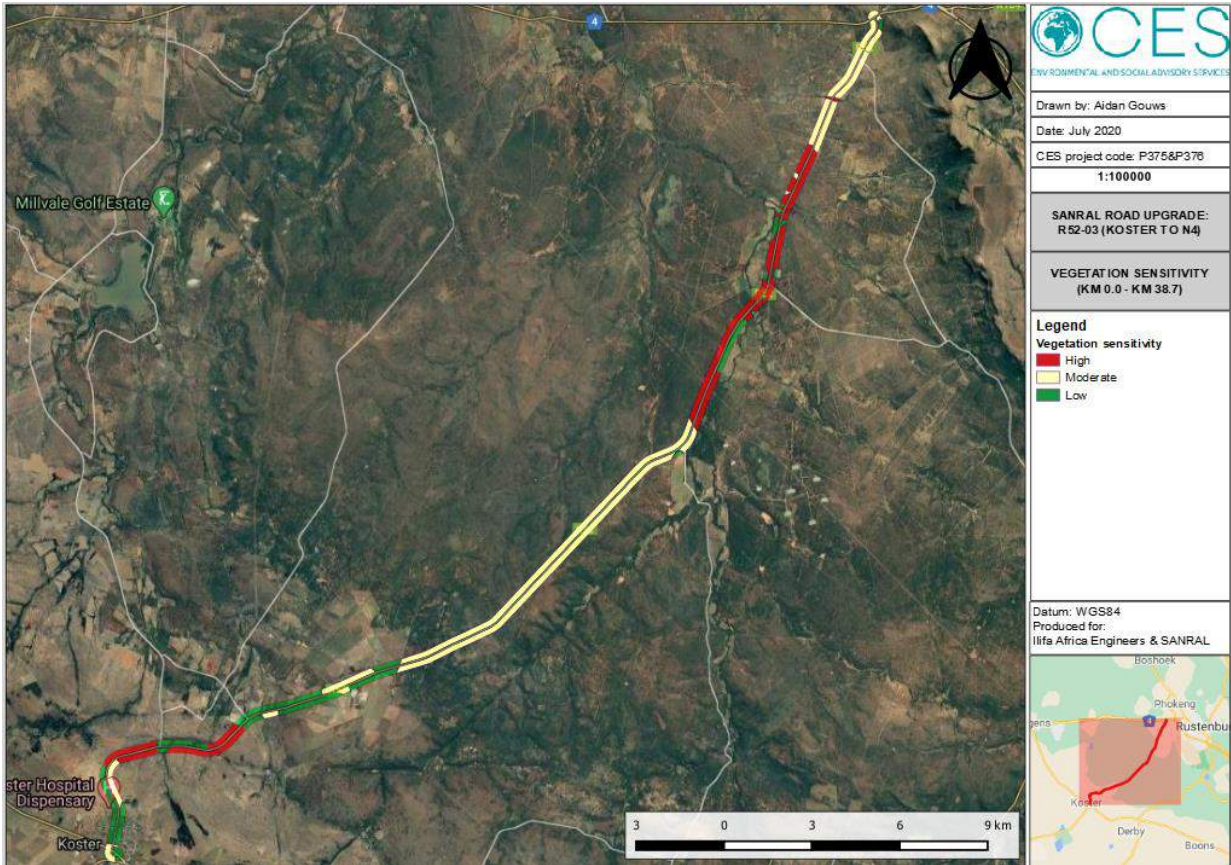 4
4
Millvale Golf Estate
ster Hospital
Dispensary
Koster
3 0 3 6 9 km
CES
ENVIRONMENTAL AND SOCIAL ADVISORY SERVICES
Drawn by: Aidan Gouws
Date: July 2020
CES project code: P375&P376
1:100000
SANRAL ROAD UPGRADE:
R52-03 (KOSTER TO N4)
VEGETATION SENSITIVITY
(KM 0.0 - KM 38.7)
Legend
Vegetation sensitivity
High
Moderate
Low
Datum: WGS84
Produced for:
Ilifa Africa Engineers & SANRAL
Boshoek
Phokeng
gens
4
Rustenbu
Koster
Derby
Boons